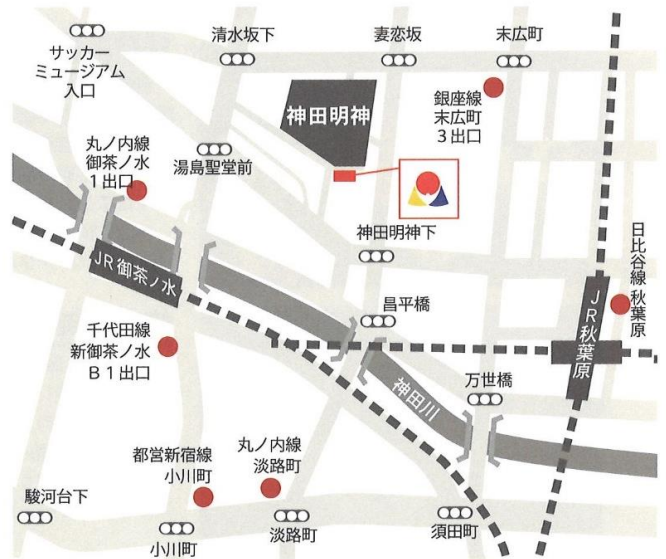 サッカー
ミュージアム
入口
清水坂下
妻恋坂
末広町
神田明神
銀座線
末広町
3出口
丸ノ内線
御茶ノ水
1出口
湯島聖堂前
神田明神下
日比谷線 秋葉原
JR御茶ノ水
昌平橋
JR秋葉原
千代田線
新御茶ノ水
B1出口
神田川
万世橋
都営新宿線
小川町
丸ノ内線
淡路町
駿河台下
小川町
淡路町
須田町